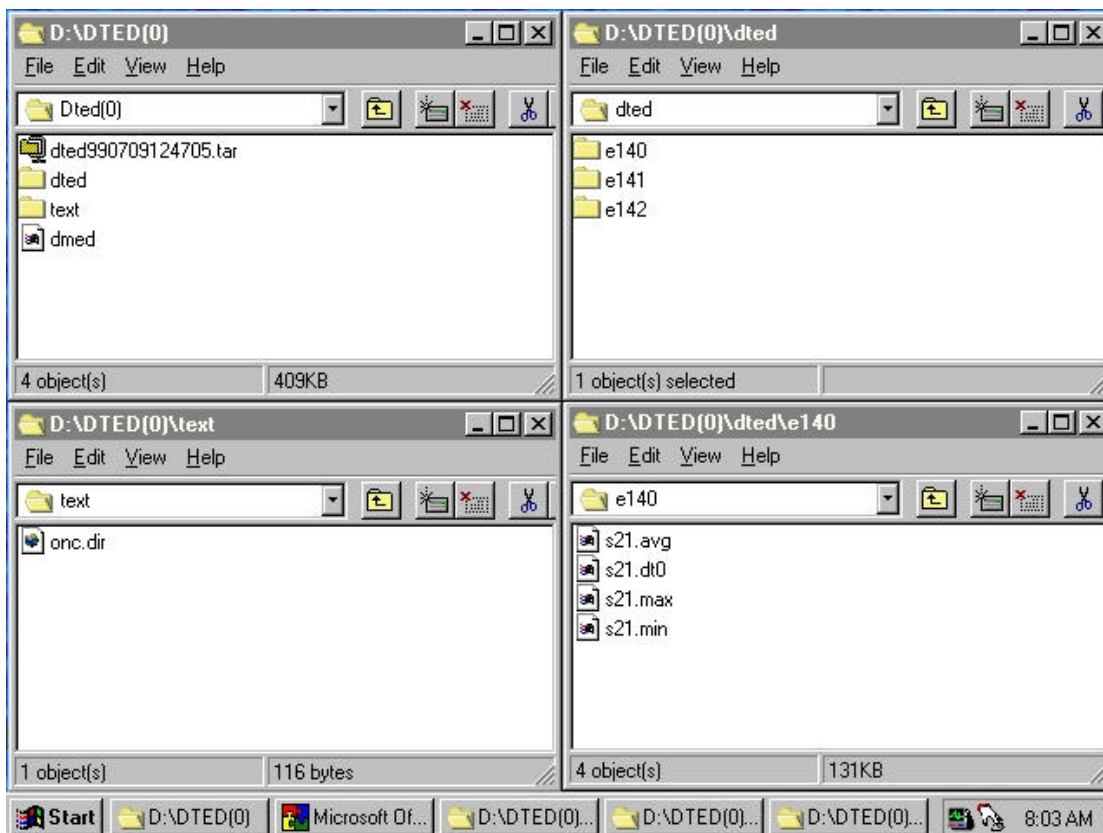 D:\DTED(0)
File Edit View Help
Dted(0)
dted990709124705.tar
dted
text
dmed
4 object(s) 409KB
D:\DTED(0)\dted
File Edit View Help
dted
e140
e141
e142
1 object(s) selected
D:\DTED(0)\text
File Edit View Help
text
onc.dir
1 object(s) 116 bytes
D:\DTED(0)\dted\e140
File Edit View Help
e140
s21.avg
s21.dt0
s21.max
s21.min
4 object(s) 131KB
Start D:\DTED(0) Microsoft Of... D:\DTED(0)... D:\DTED(0)... D:\DTED(0)... 8:03 AM